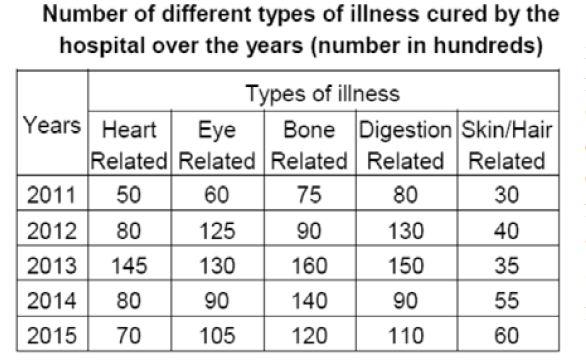 Number of different types of illness cured by the
hospital over the years (number in hundreds)
Types of illness
Years Heart Eye Bone Digestion Skin/Hair
Related Related Related Related Related
2011 50 60 75 80 30
2012 80 125 90 130 40
2013 145 130 160 150 35
2014 80 90 140 90 55
2015 70 105 120 110 60